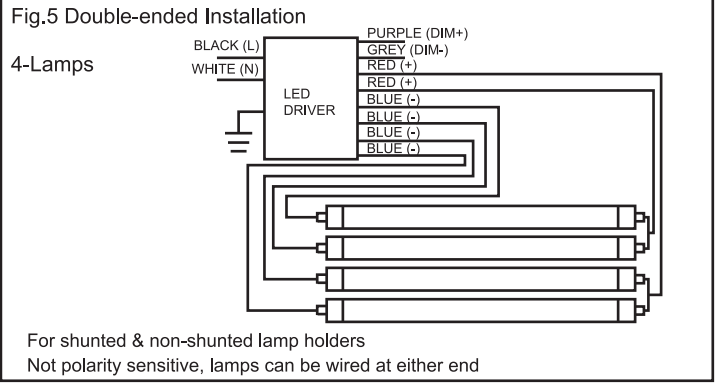 Fig.5 Double-ended Installation
4-Lamps
BLACK (L)
WHITE (N)
LED
DRIVER
PURPLE (DIM+)
GREY (DIM-)
RED (+)
RED (+)
BLUE (-)
BLUE (-)
BLUE (-)
BLUE (-)
For shunted & non-shunted lamp holders
Not polarity sensitive, lamps can be wired at either end